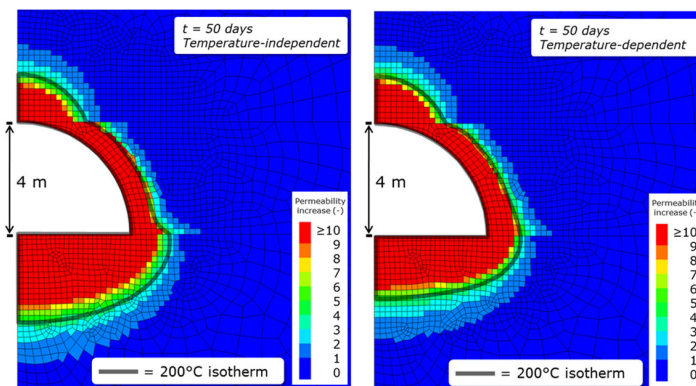 t = 50 days
Temperature-independent
4 m
Permeability
increase (-)
≥10
9
8
7
6
5
4
3
2
1
0
= 200°C isotherm
t = 50 days
Temperature-dependent
4 m
Permeability
increase (-)
≥10
9
8
7
6
5
4
3
2
1
0
= 200°C isotherm